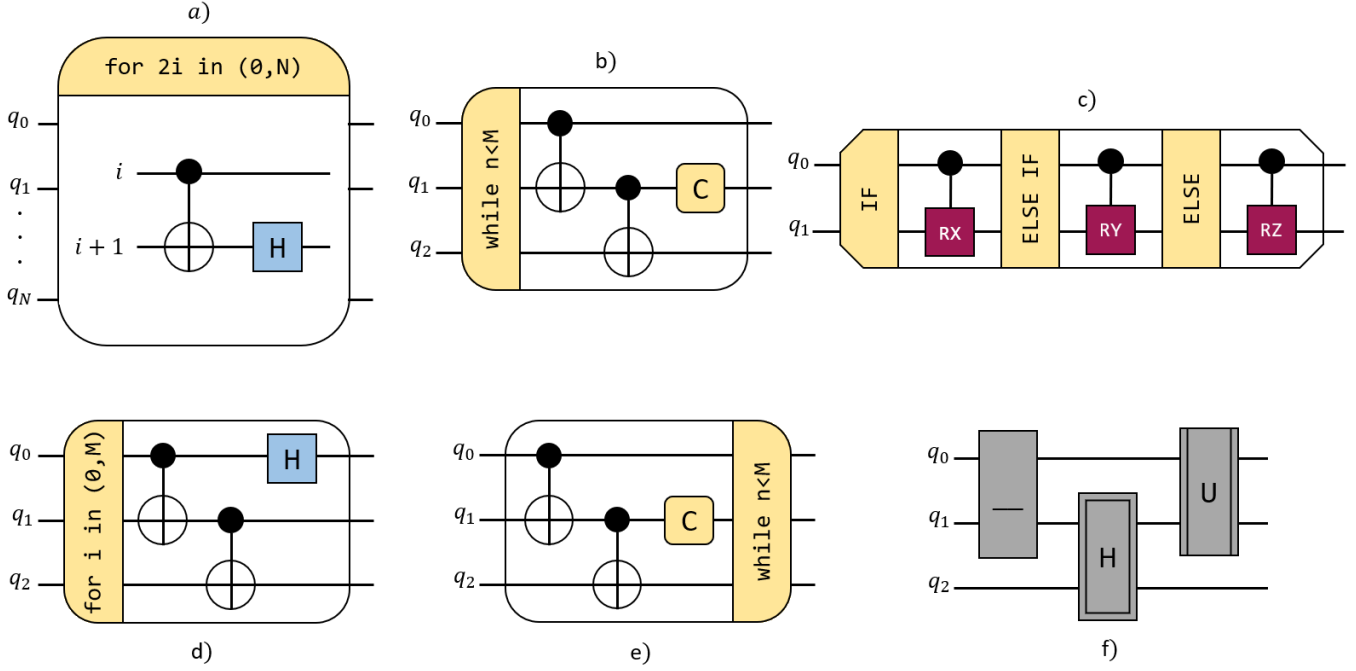 a)
for 2i in (0,N)
q₀
i
q₁
i + 1
H
q_N
b)
while n<M
q₀
q₁
C
q₂
c)
IF
ELSE IF
ELSE
q₀
q₁
RX
RY
RZ
for i in (0,M)
q₀
H
q₁
q₂
d)
q₀
q₁
C
while n<M
q₂
e)
q₀
U
q₁
—
H
q₂
f)